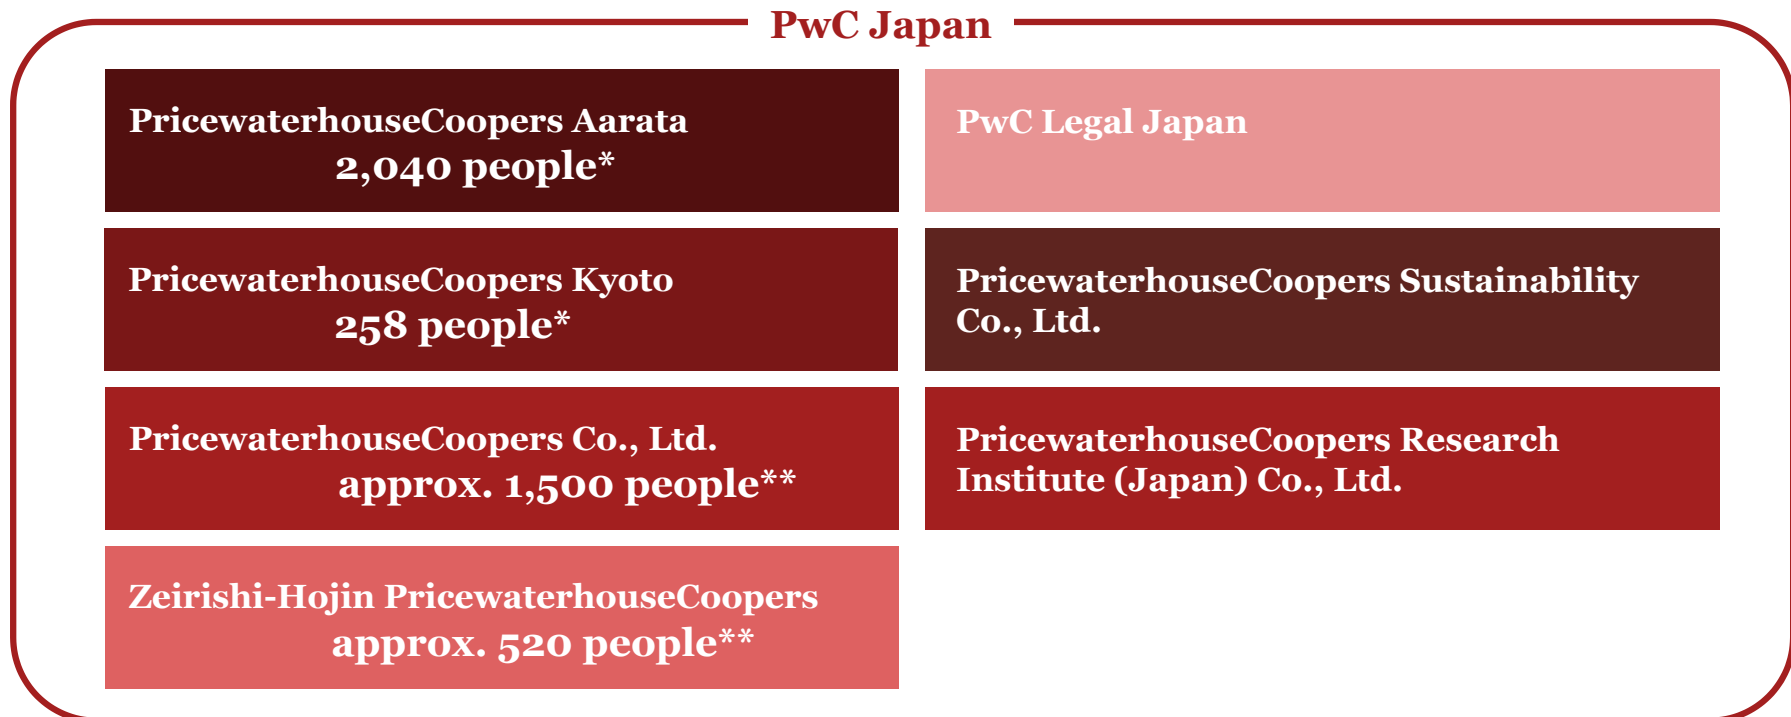 PwC Japan
PricewaterhouseCoopers Aarata
2,040 people*
PricewaterhouseCoopers Kyoto
258 people*
PricewaterhouseCoopers Co., Ltd.
approx. 1,500 people**
Zeirishi-Hojin PricewaterhouseCoopers
approx. 520 people**
PwC Legal Japan
PricewaterhouseCoopers Sustainability
Co., Ltd.
PricewaterhouseCoopers Research
Institute (Japan) Co., Ltd.